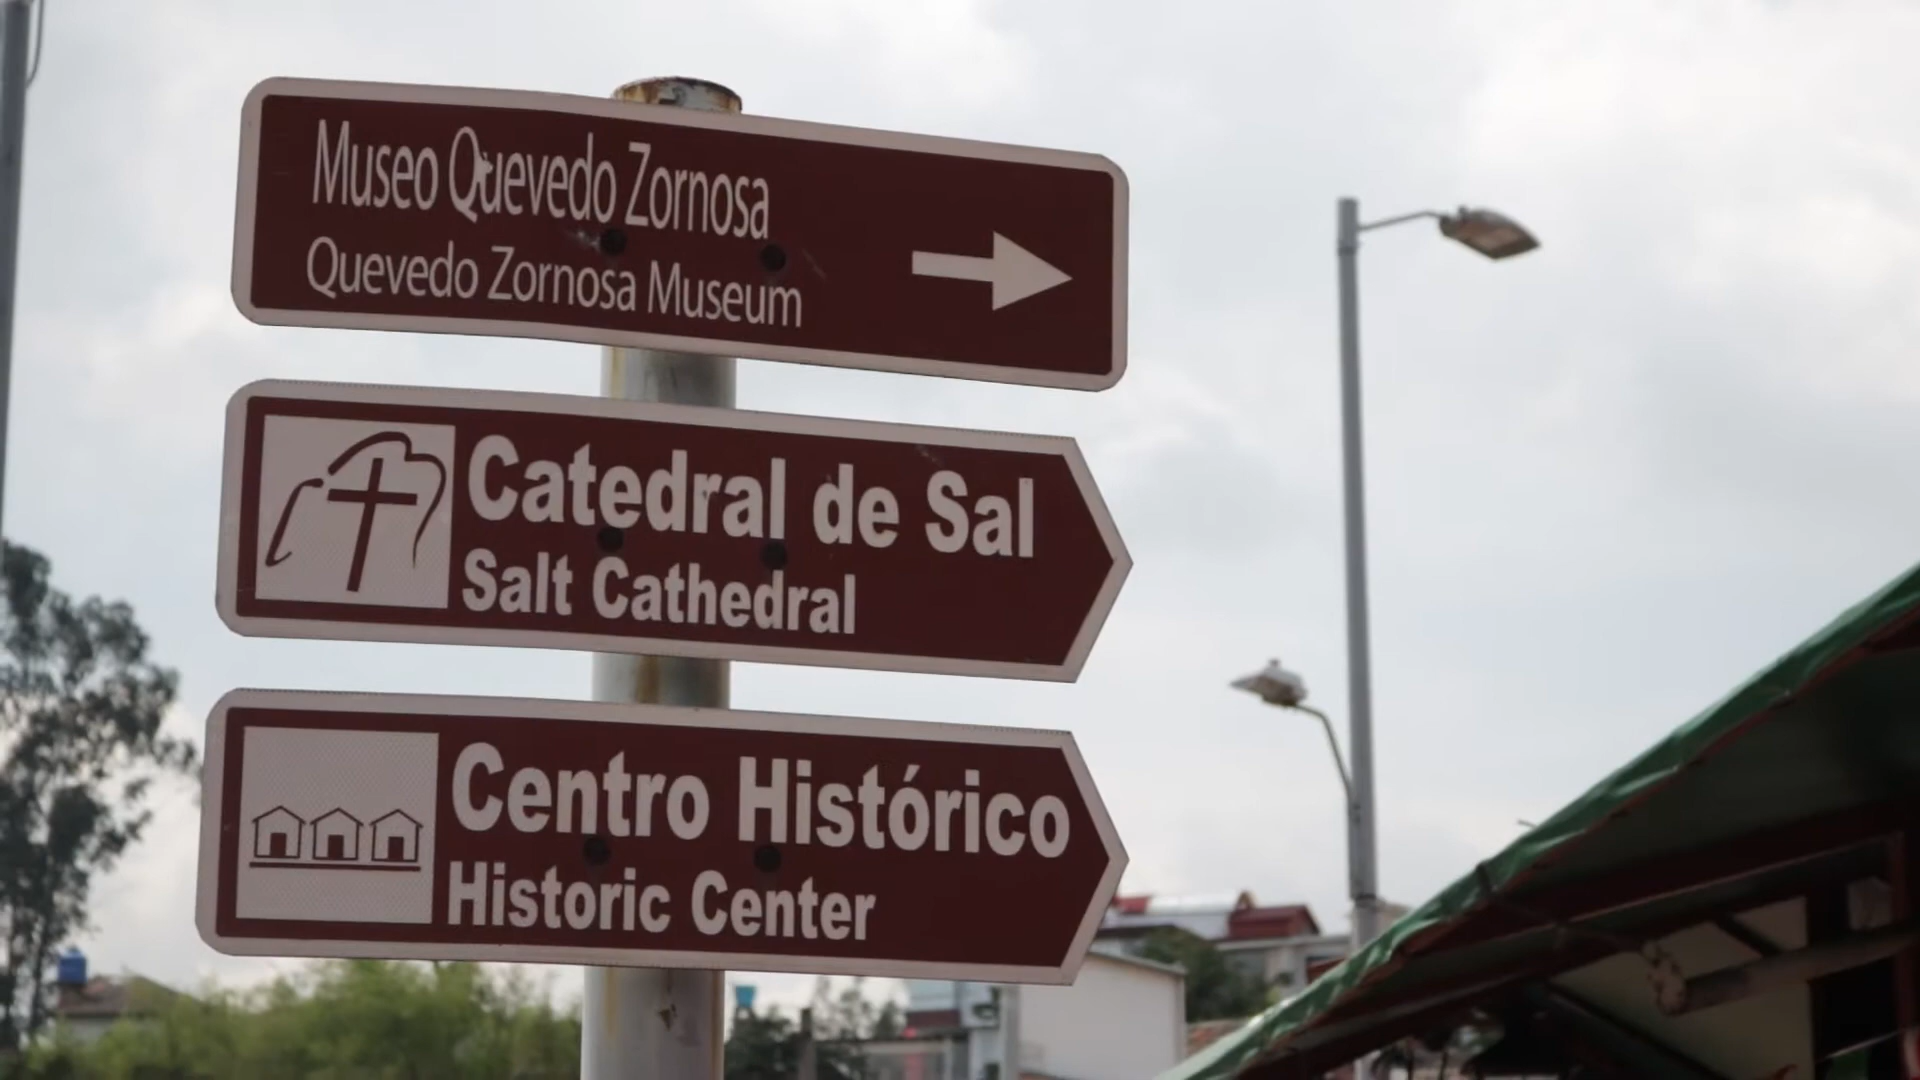 Museo Quevedo Zornosa
Quevedo Zornosa Museum
Catedral de Sal
Salt Cathedral
Centro Histórico
Historic Center